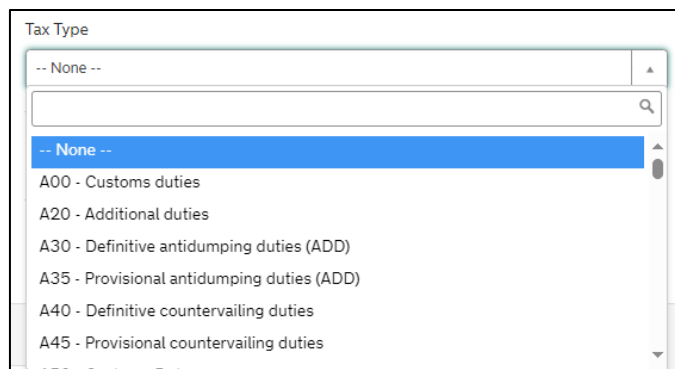 Tax Type
-- None --
-- None --
A00 - Customs duties
A20 - Additional duties
A30 - Definitive antidumping duties (ADD)
A35 - Provisional antidumping duties (ADD)
A40 - Definitive countervailing duties
A45 - Provisional countervailing duties